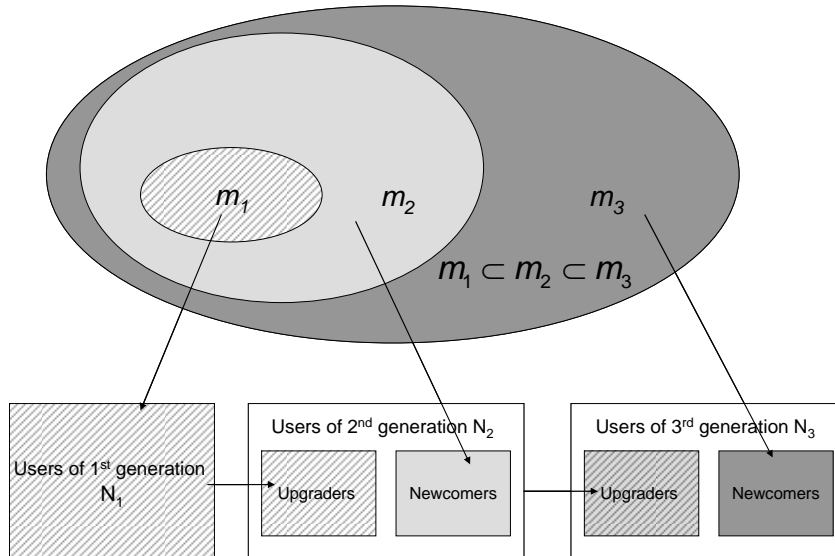 m₁
m₂
m₃
m₁ ⊂ m₂ ⊂ m₃
Users of 1ˢᵗ generation
N₁
Users of 2ⁿᵈ generation N₂
Upgraders
Newcomers
Users of 3ʳᵈ generation N₃
Upgraders
Newcomers